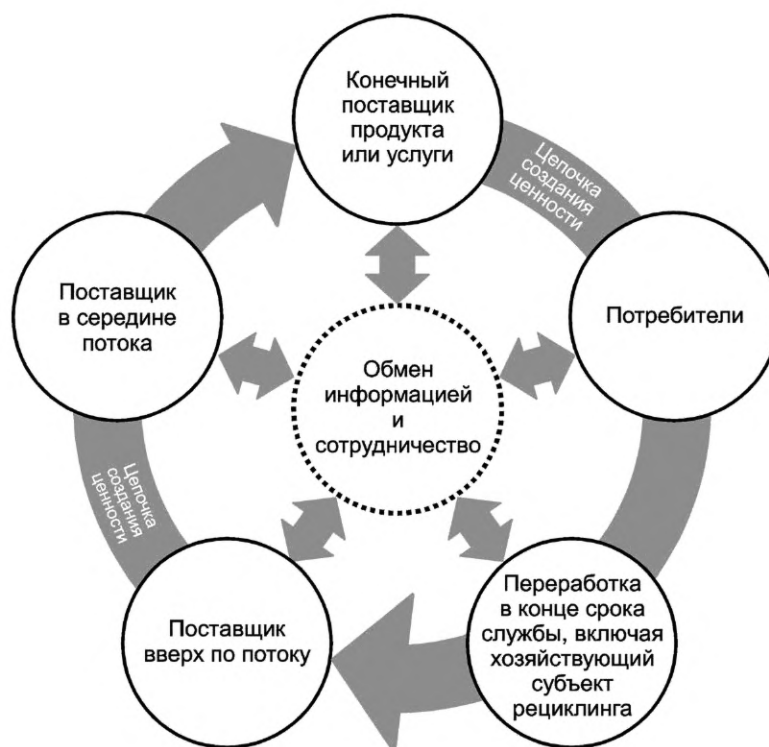 Конечный
поставщик
продукта
или услуги
Цепочка
создания
ценности
Поставщик
в середине
потока
Потребители
Обмен
информацией
и
сотрудничество
Цепочка
создания
ценности
Поставщик
вверх по потоку
Переработка
в конце срока
службы, включая
хозяйствующий
субъект
рециклинга